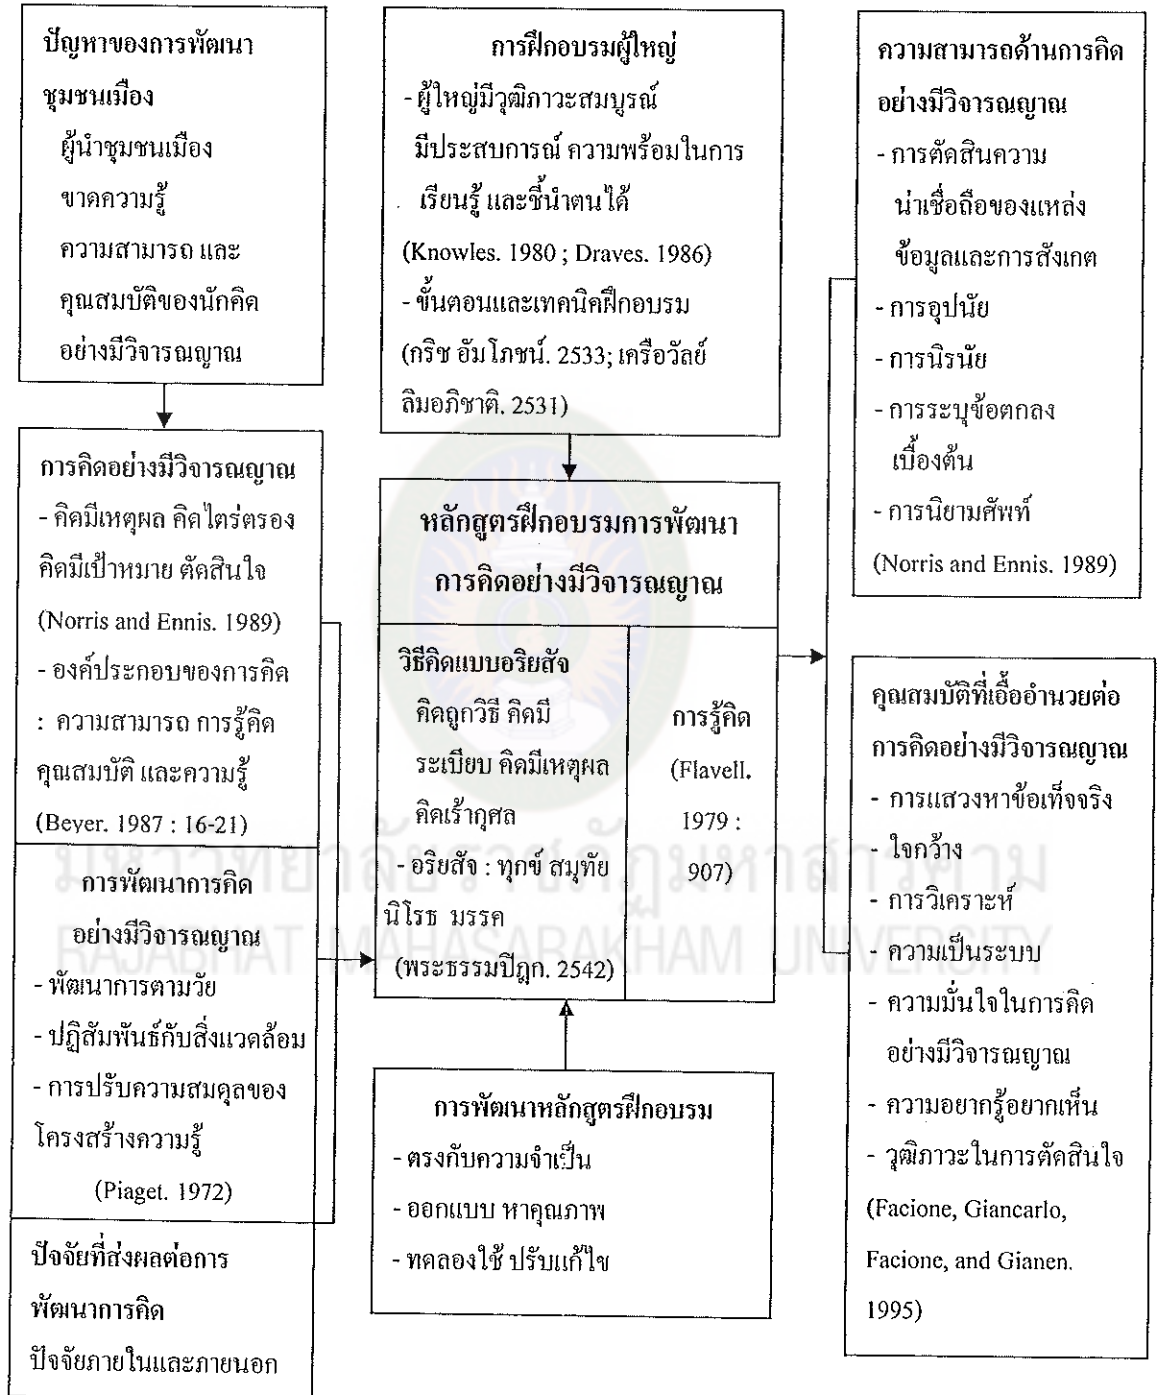 ปัญหาของการพัฒนา
ชุมชนเมือง
ผู้นำชุมชนเมือง
ขาดความรู้
ความสามารถ และ
คุณสมบัติของนักคิด
อย่างมีวิจารณญาณ
การคิดอย่างมีวิจารณญาณ
- คิดมีเหตุผล คิดไตร่ตรอง
คิดมีเป้าหมาย ตัดสินใจ
(Norris and Ennis. 1989)
- องค์ประกอบของการคิด
: ความสามารถ การรู้คิด
คุณสมบัติ และความรู้
(Beyer. 1987 : 16-21)
การพัฒนาการคิด
อย่างมีวิจารณญาณ
- พัฒนาการตามวัย
- ปฏิสัมพันธ์กับสิ่งแวดล้อม
- การปรับความสมดุลของ
โครงสร้างความรู้
(Piaget. 1972)
ปัจจัยที่ส่งผลต่อการ
พัฒนาการคิด
ปัจจัยภายในและภายนอก
การฝึกอบรมผู้ใหญ่
- ผู้ใหญ่มีวุฒิภาวะสมบูรณ์
มีประสบการณ์ ความพร้อมในการ
เรียนรู้ และชี้นำตนได้
(Knowles. 1980 ; Draves. 1986)
- ขั้นตอนและเทคนิคฝึกอบรม
(กริช อัมโภชน์. 2533; เครือวัลย์
ลิมอภิชาติ. 2531)
หลักสูตรฝึกอบรมการพัฒนา
การคิดอย่างมีวิจารณญาณ
วิธีคิดแบบอริยสัจ
คิดถูกวิธี คิดมี
ระเบียบ คิดมีเหตุผล
คิดเร้ากุศล
- อริยสัจ : ทุกข์ สมุทัย
นิโรธ มรรค
(พระธรรมปิฎก. 2542)
การรู้คิด
(Flavell.
1979 :
907)
การพัฒนาหลักสูตรฝึกอบรม
- ตรงกับความจำเป็น
- ออกแบบ หาคุณภาพ
- ทดลองใช้ ปรับแก้ไข
ความสามารถด้านการคิด
อย่างมีวิจารณญาณ
- การตัดสินความ
น่าเชื่อถือของแหล่ง
ข้อมูลและการสังเกต
- การอุปนัย
- การนิรนัย
- การระบุข้อตกลง
เบื้องต้น
- การนิยามศัพท์
(Norris and Ennis. 1989)
คุณสมบัติที่เอื้ออำนวยต่อ
การคิดอย่างมีวิจารณญาณ
- การแสวงหาข้อเท็จจริง
- ใจกว้าง
- การวิเคราะห์
- ความเป็นระบบ
- ความมั่นใจในการคิด
อย่างมีวิจารณญาณ
- ความอยากรู้อยากเห็น
- วุฒิภาวะในการตัดสินใจ
(Facione, Giancarlo,
Facione, and Gianen.
1995)
มหาวิทยาลัยราชภัฏมหาสารคาม
RAJABHAT MAHASARAKHAM UNIVERSITY